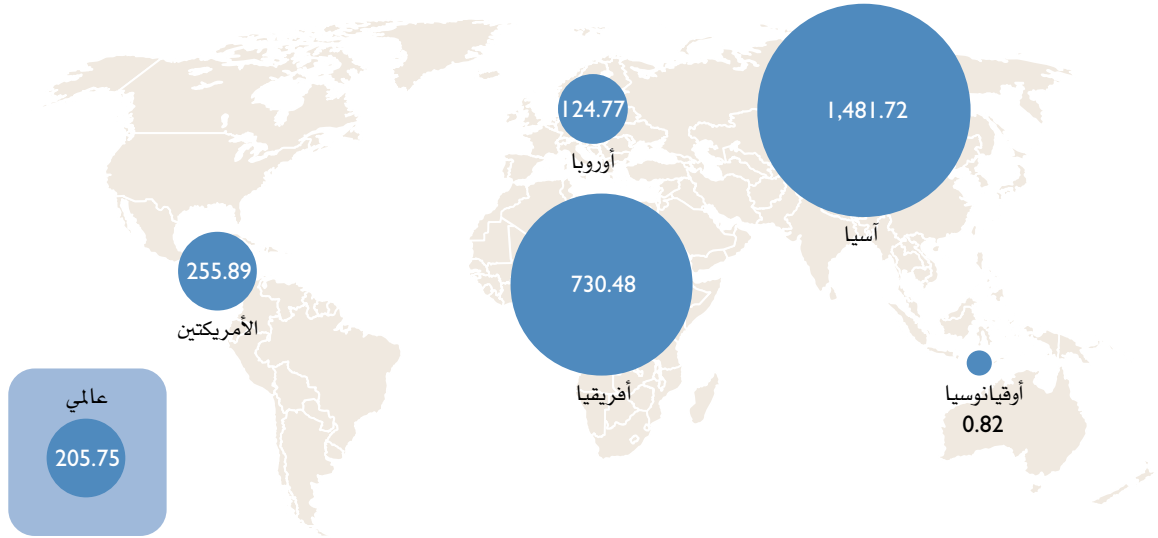 1,481.72
آسيا
124.77
أوروبا
730.48
أفريقيا
255.89
الأمريكتين
أوقيانوسيا
0.82
عالمي
205.75